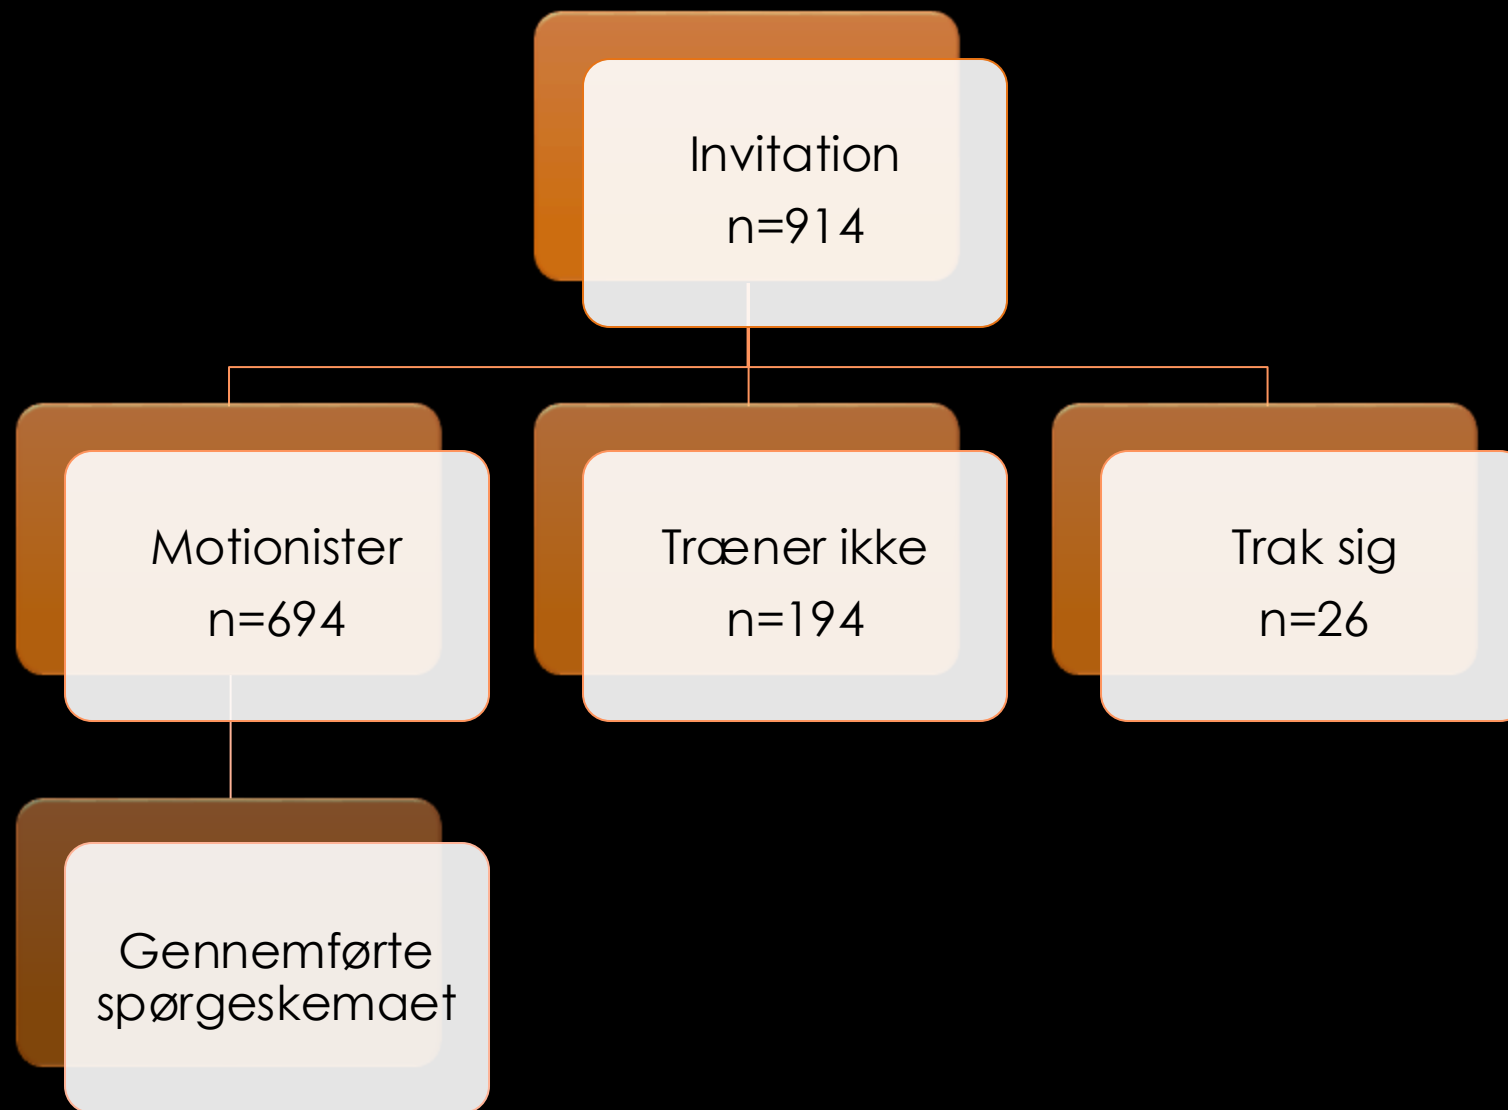 Invitation
n=914
Motionister
n=694
Træner ikke
n=194
Trak sig
n=26
Gennemførte
spørgeskemaet